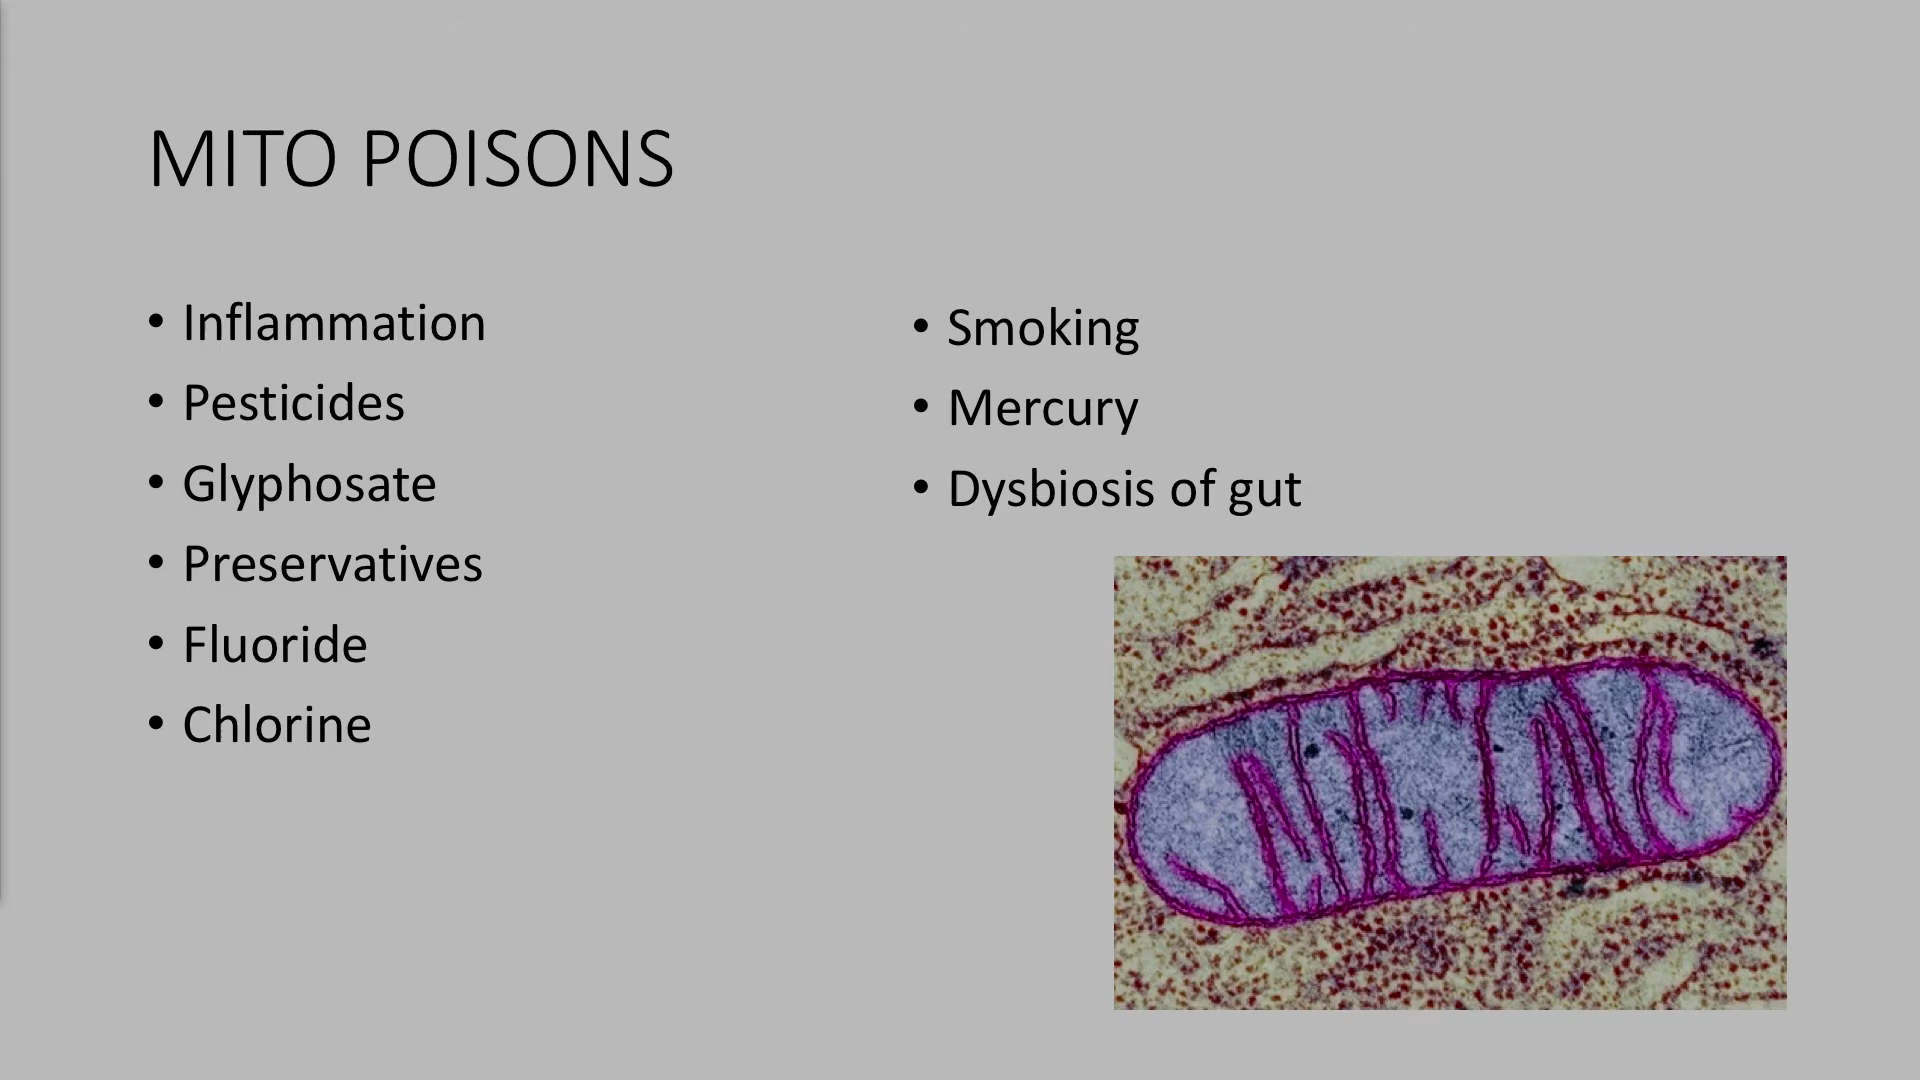 MITO POISONS
• Inflammation
• Pesticides
• Glyphosate
• Preservatives
• Fluoride
• Chlorine
• Smoking
• Mercury
• Dysbiosis of gut